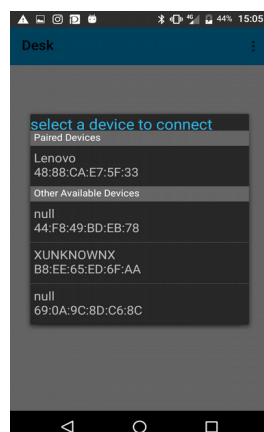 44% 15:05
Desk
select a device to connect
Paired Devices
Lenovo
48:88:CA:E7:5F:33
Other Available Devices
null
44:F8:49:BD:EB:78
XUNKNOWNX
B8:EE:65:ED:6F:AA
null
69:0A:9C:8D:C6:8C